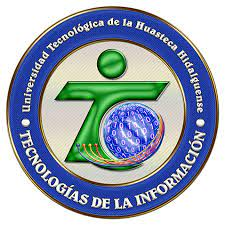 Universidad Tecnológica de la Huasteca Hidalguense
• TECNOLOGÍAS DE LA INFORMACIÓN •